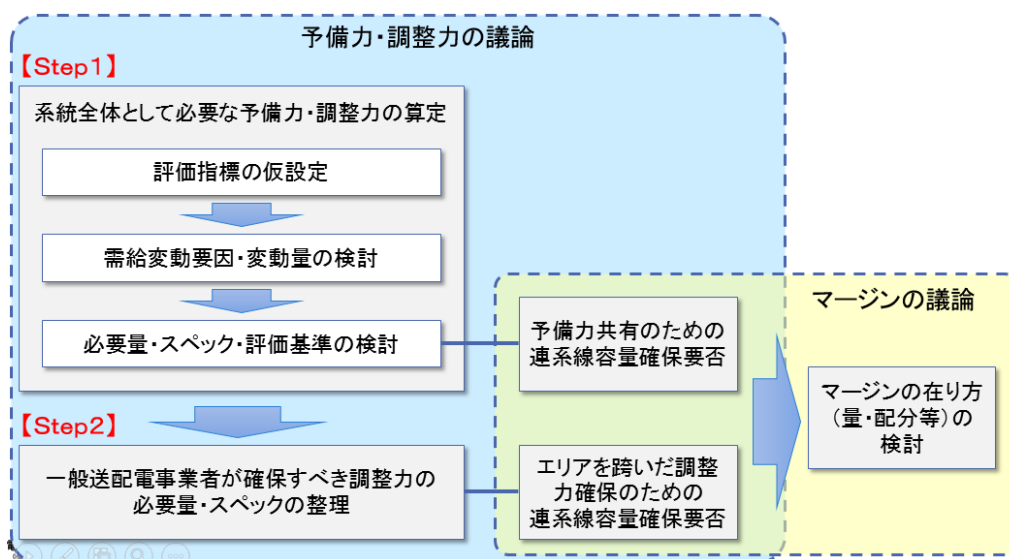 予備力・調整力の議論
【Step1】
系統全体として必要な予備力・調整力の算定
評価指標の仮設定
需給変動要因・変動量の検討
必要量・スペック・評価基準の検討
【Step2】
一般送配電事業者が確保すべき調整力の
必要量・スペックの整理
マージンの議論
予備力共有のための
連系線容量確保要否
エリアを跨いだ調整
力確保のための
連系線容量確保要否
マージンの在り方
（量・配分等）の
検討